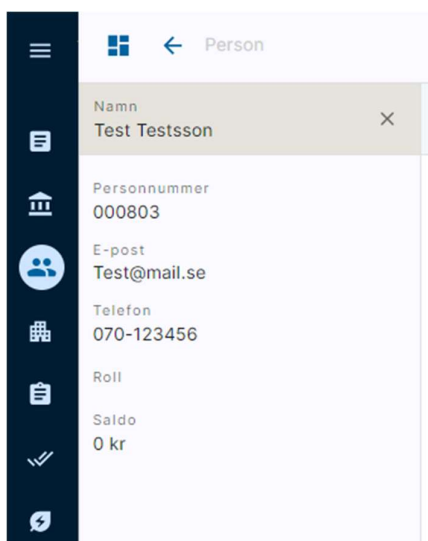 Person
Namn
Test Testsson
Personnummer
000803
E-post
Test@mail.se
Telefon
070-123456
Roll
Saldo
0 kr